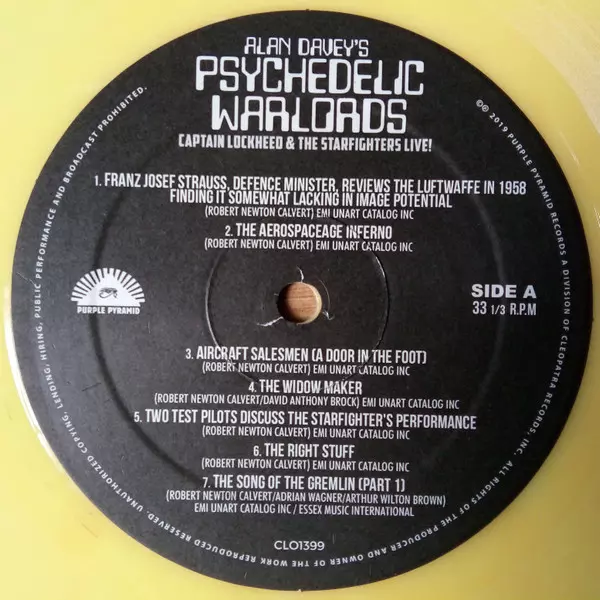 ALAN DAVEY'S
PSYCHEDELIC
WARLORDS
CAPTAIN LOCKHEED & THE STARFIGHTERS LIVE!
1. FRANZ JOSEF STRAUSS, DEFENCE MINISTER, REVIEWS THE LUFTWAFFE IN 1958
FINDING IT SOMEWHAT LACKING IN IMAGE POTENTIAL
(ROBERT NEWTON CALVERT) EMI UNART CATALOG INC
2. THE AEROSPACEAGE INFERNO
(ROBERT NEWTON CALVERT) EMI UNART CATALOG INC
PURPLE PYRAMID
SIDE A
33 1/3 R.P.M
3. AIRCRAFT SALESMEN (A DOOR IN THE FOOT)
(ROBERT NEWTON CALVERT) EMI UNART CATALOG INC
4. THE WIDOW MAKER
(ROBERT NEWTON CALVERT/DAVID ANTHONY BROCK) EMI UNART CATALOG INC
5. TWO TEST PILOTS DISCUSS THE STARFIGHTER'S PERFORMANCE
(ROBERT NEWTON CALVERT) EMI UNART CATALOG INC
6. THE RIGHT STUFF
(ROBERT NEWTON CALVERT) EMI UNART CATALOG INC
7. THE SONG OF THE GREMLIN (PART 1)
(ROBERT NEWTON CALVERT/ADRIAN WAGNER/ARTHUR WILTON BROWN)
EMI UNART CATALOG INC / ESSEX MUSIC INTERNATIONAL
CLO1399
©℗ 2019 PURPLE PYRAMID RECORDS A DIVISION OF CLEOPATRA RECORDS, INC. ALL RIGHTS OF THE PRODUCER AND OWNER OF THE WORK REPRODUCED RESERVED. UNAUTHORIZED COPYING, LENDING, HIRING, PUBLIC PERFORMANCE AND BROADCAST PROHIBITED.